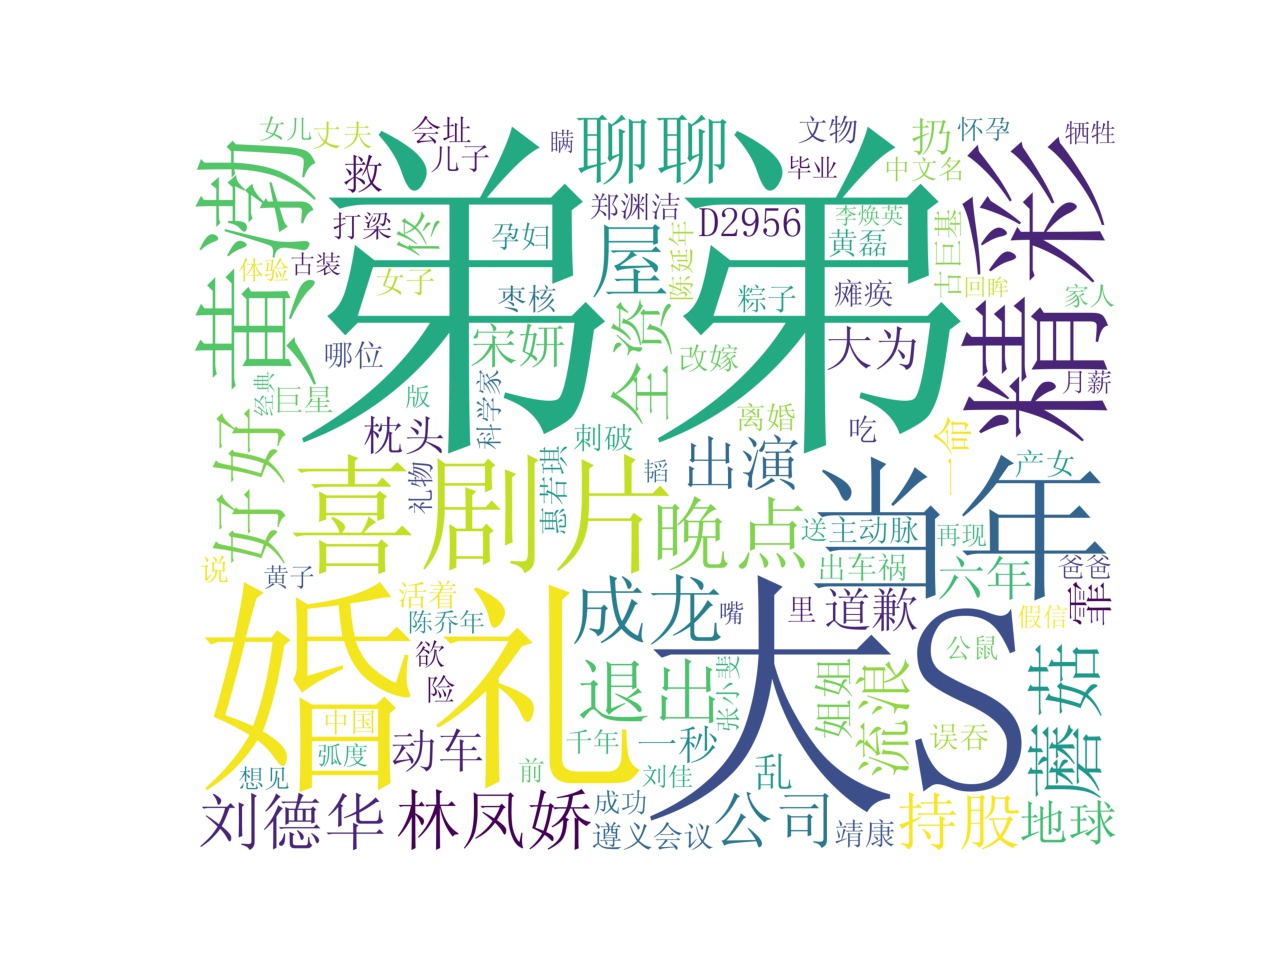 弟弟
大S
婚礼
当年
精彩
喜剧片
黄渤
聊聊
晚点
成龙
退出
好好
蘑菇
刘德华
林凤娇
公司
持股
地球
流浪
姐姐
道歉
六年
出演
屋
全资
宋妍
大为
D2956
动车
一秒
乱
枕头
救
佟
扔
一命
霏
郑渊洁
打梁
会址
儿子
女儿
丈夫
瞒
文物
毕业
怀孕
中文名
牺牲
李焕英
黄磊
古巨基
回眸
家人
月薪
陈延年
粽子
瘫痪
改嫁
离婚
吃
孕妇
枣核
女子
体验
古装
哪位
巨星
经典
版
科学家
刺破
惠若琪
韬
礼物
产女
送主动脉
再现
出车祸
爸爸
假信
公鼠
误吞
里
嘴
张小斐
说
黄子
活着
陈乔年
欲
险
中国
弧度
想见
千年
前
刘佳
成功
遵义会议
靖康